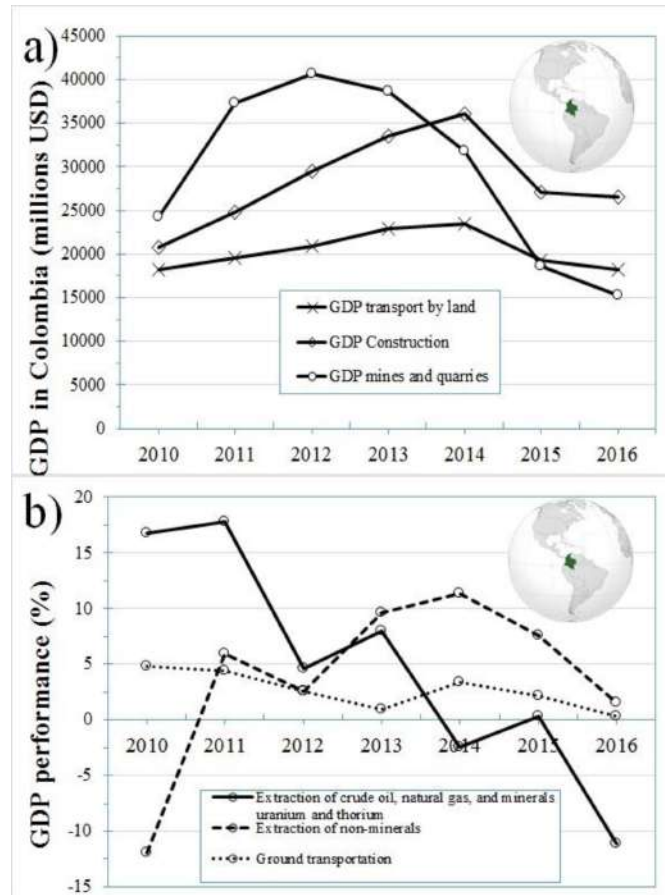 a)
GDP in Colombia (millions USD)
45000
40000
35000
30000
25000
20000
15000
10000
5000
0
GDP transport by land
GDP Construction
GDP mines and quarries
2010 2011 2012 2013 2014 2015 2016
b)
GDP performance (%)
20
15
10
5
0
-5
-10
-15
2010 2011 2012 2013 2014 2015 2016
Extraction of crude oil, natural gas, and minerals
uranium and thorium
Extraction of non-minerals
Ground transportation